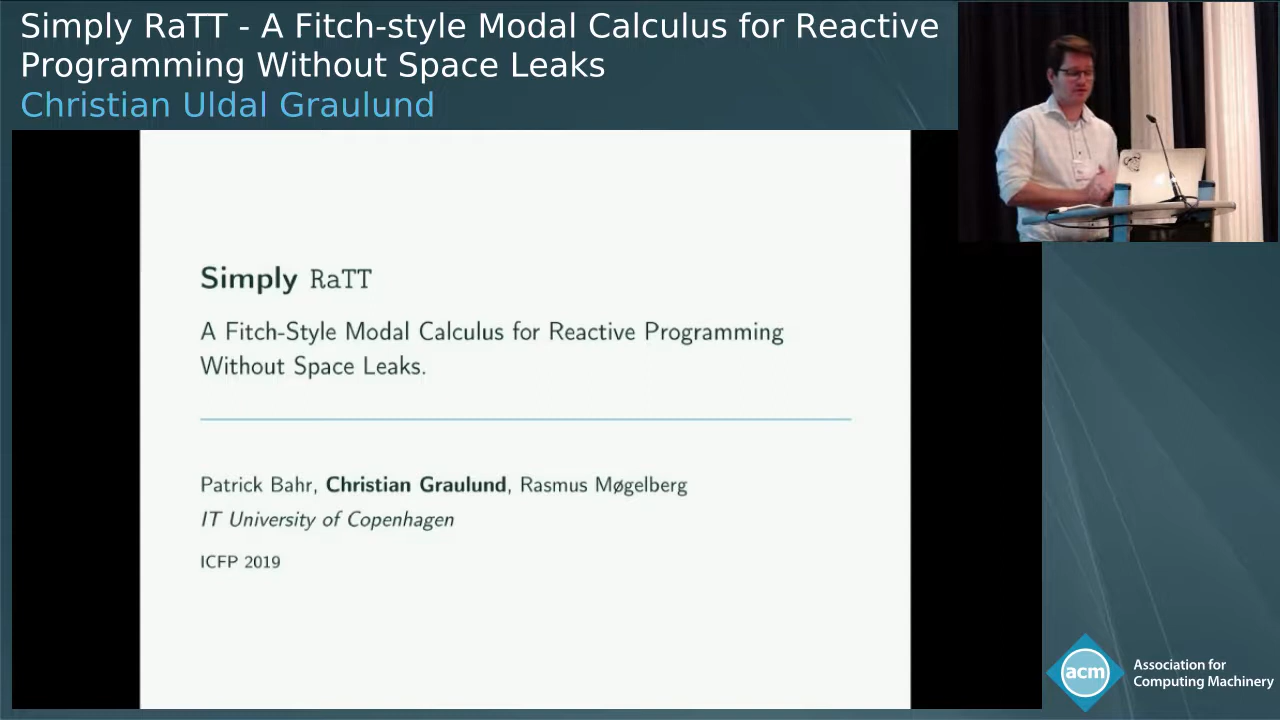 Simply RaTT - A Fitch-style Modal Calculus for Reactive
Programming Without Space Leaks
Christian Uldal Graulund
Simply RaTT
A Fitch-Style Modal Calculus for Reactive Programming
Without Space Leaks.
Patrick Bahr, Christian Graulund, Rasmus Møgelberg
IT University of Copenhagen
ICFP 2019
acm
Association for
Computing Machinery